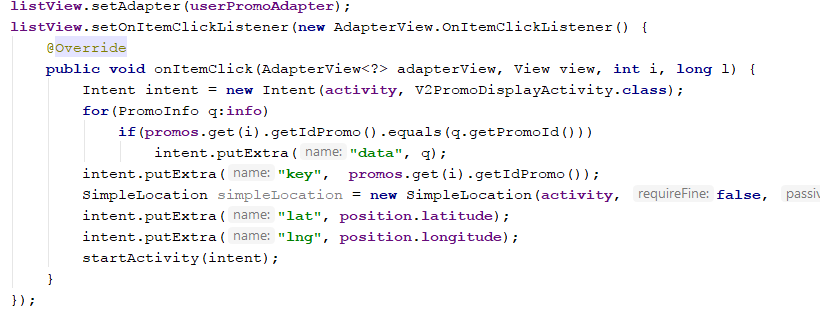 listView.setAdapter(userPromoAdapter);
listView.setOnItemClickListener(new AdapterView.OnItemClickListener() {
@Override
public void onItemClick(AdapterView<?> adapterView, View view, int i, long l) {
Intent intent = new Intent(activity, V2PromoDisplayActivity.class);
for(PromoInfo q:info)
if(promos.get(i).getIdPromo().equals(q.getPromoId()))
intent.putExtra( name: "data", q);
intent.putExtra( name: "key",  promos.get(i).getIdPromo());
SimpleLocation simpleLocation = new SimpleLocation(activity, requireFine: false, passiv
intent.putExtra( name: "lat", position.latitude);
intent.putExtra( name: "lng", position.longitude);
startActivity(intent);
}
});